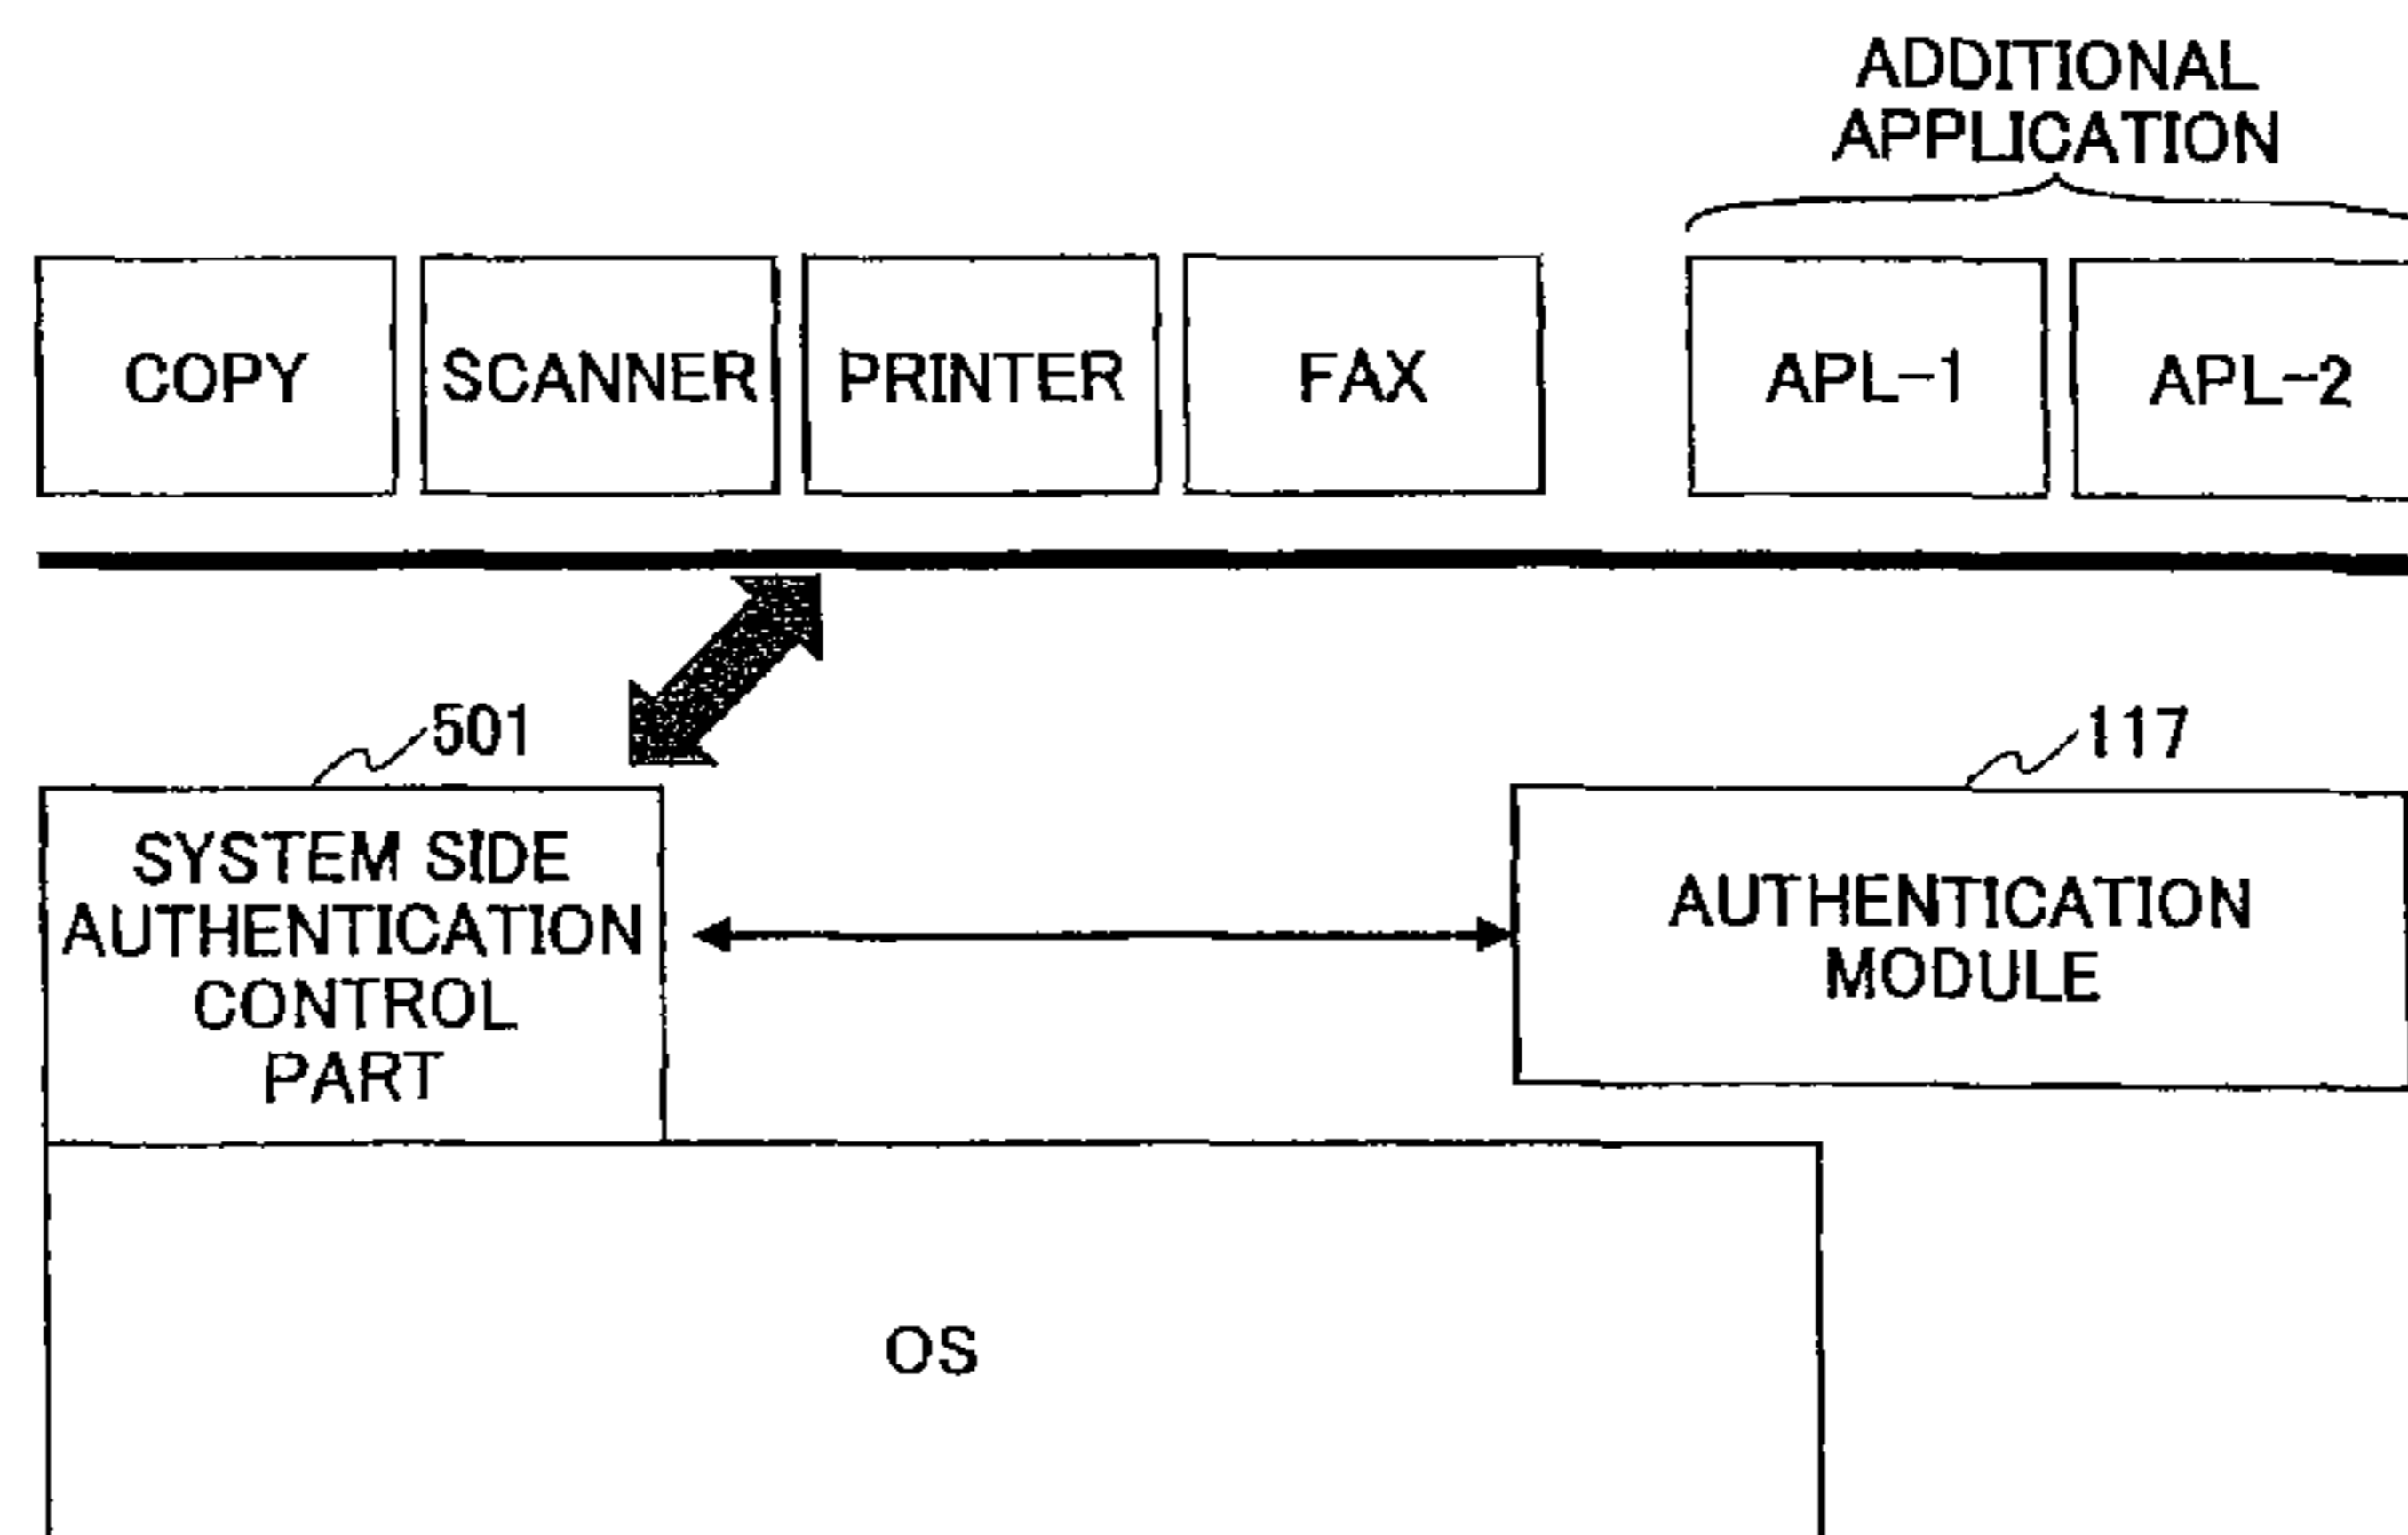 ADDITIONAL
APPLICATION
COPY
SCANNER
PRINTER
FAX
APL-1
APL-2
501
117
SYSTEM SIDE
AUTHENTICATION
CONTROL
PART
AUTHENTICATION
MODULE
OS